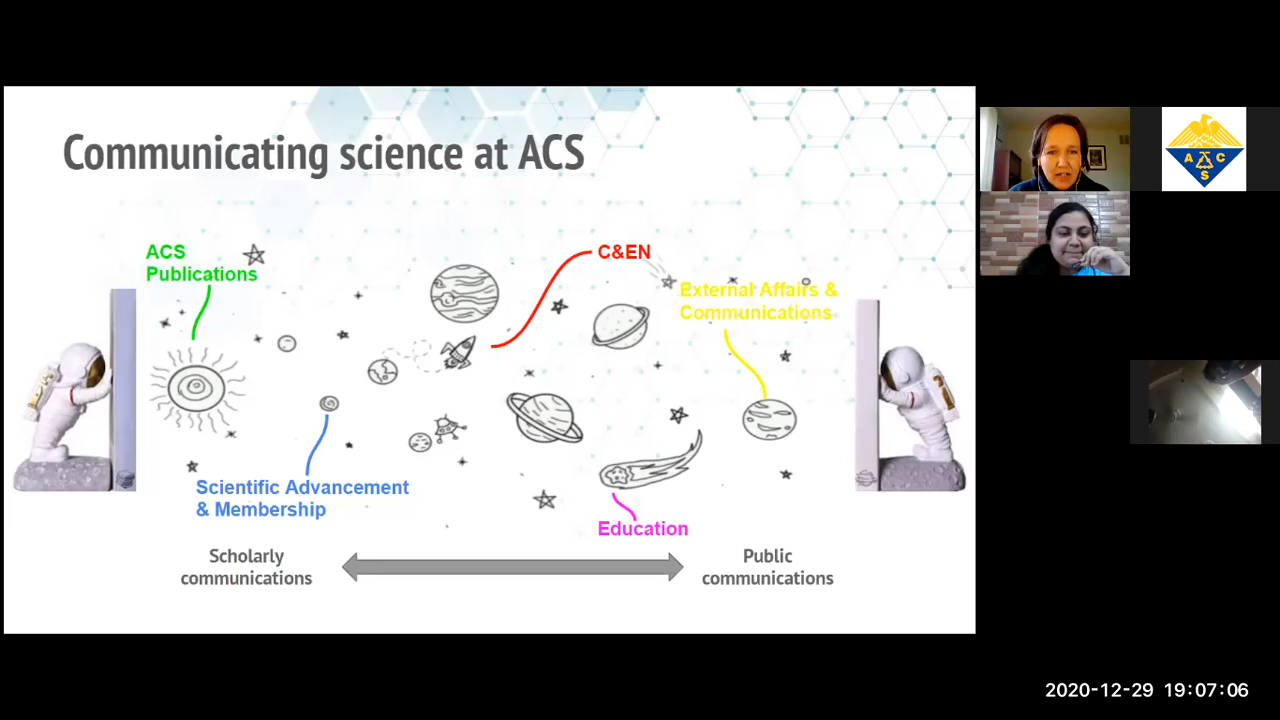 Communicating science at ACS
ACS
Publications
C&EN
External Affairs &
Communications
Scientific Advancement
& Membership
Education
Scholarly
communications
Public
communications
A C
S
2020-12-29 19:07:06